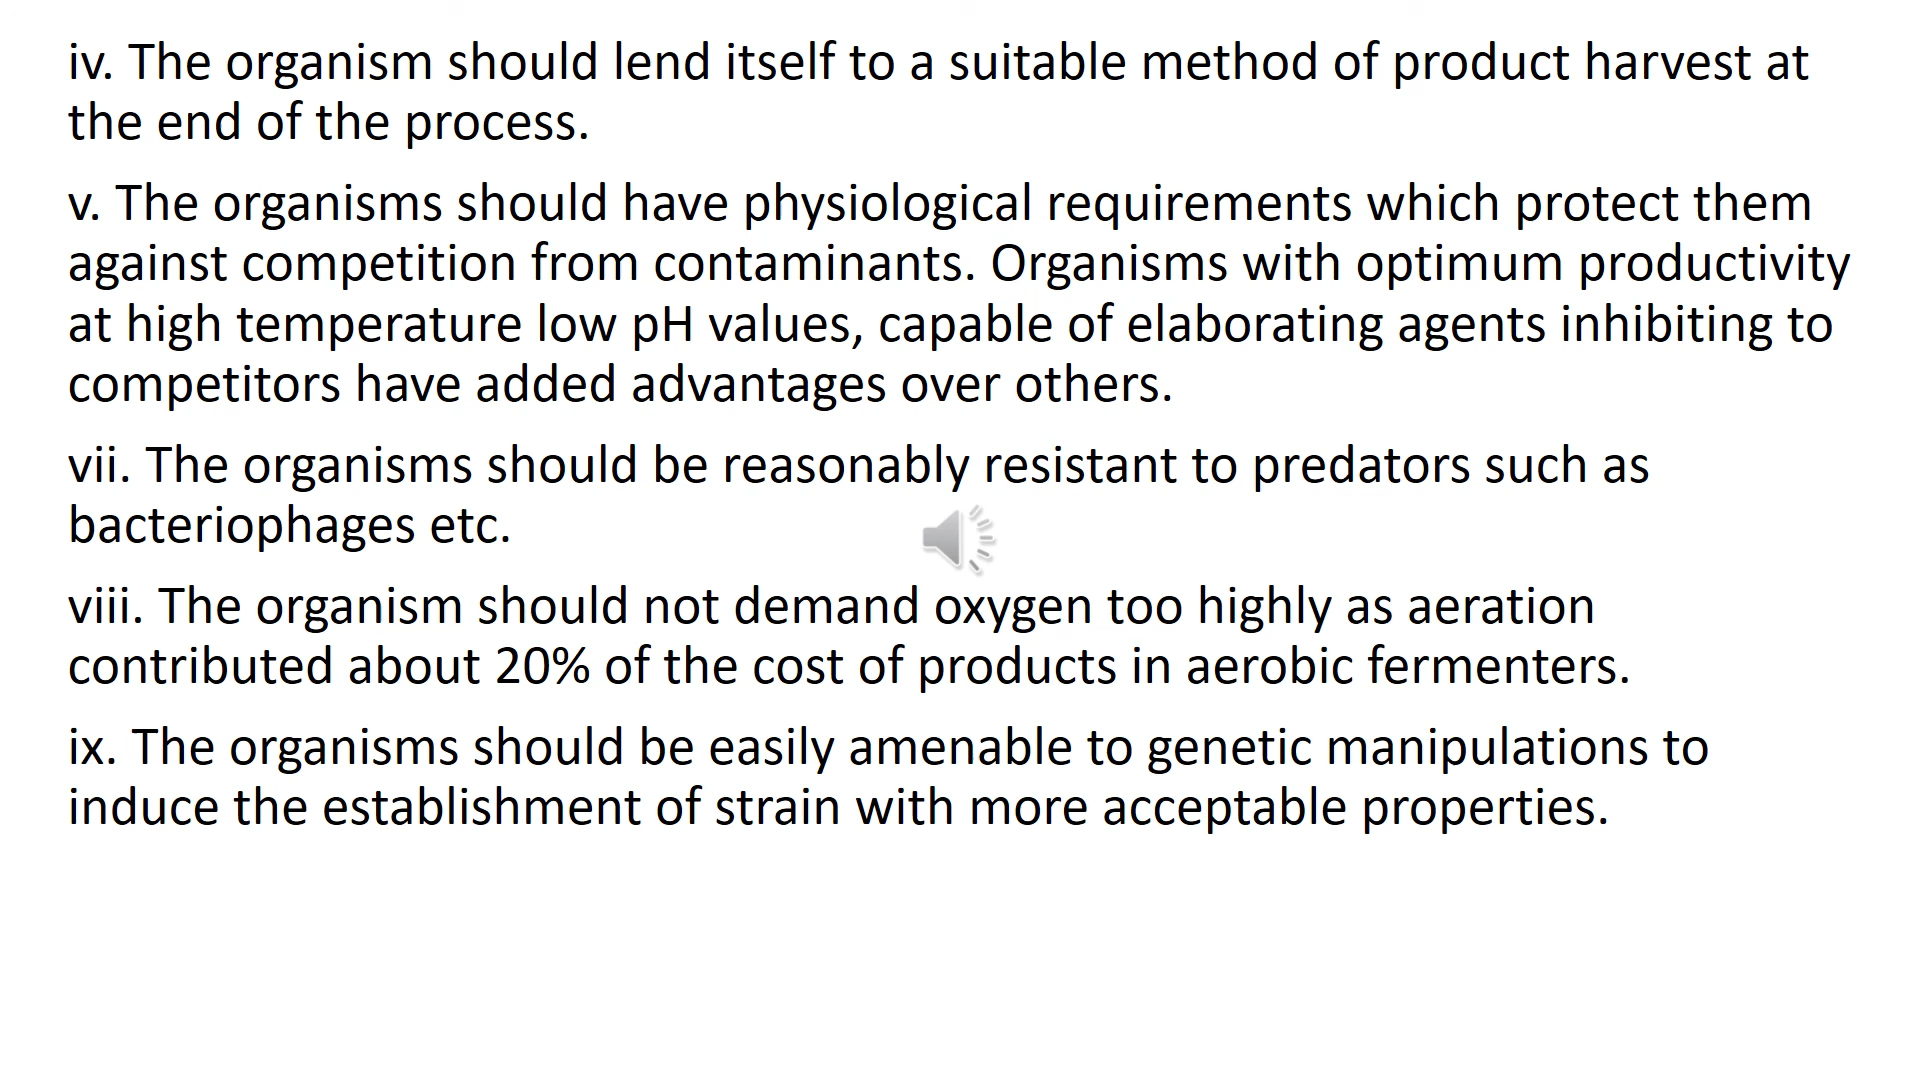 iv. The organism should lend itself to a suitable method of product harvest at
the end of the process.
v. The organisms should have physiological requirements which protect them
against competition from contaminants. Organisms with optimum productivity
at high temperature low pH values, capable of elaborating agents inhibiting to
competitors have added advantages over others.
vii. The organisms should be reasonably resistant to predators such as
bacteriophages etc.
viii. The organism should not demand oxygen too highly as aeration
contributed about 20% of the cost of products in aerobic fermenters.
ix. The organisms should be easily amenable to genetic manipulations to
induce the establishment of strain with more acceptable properties.